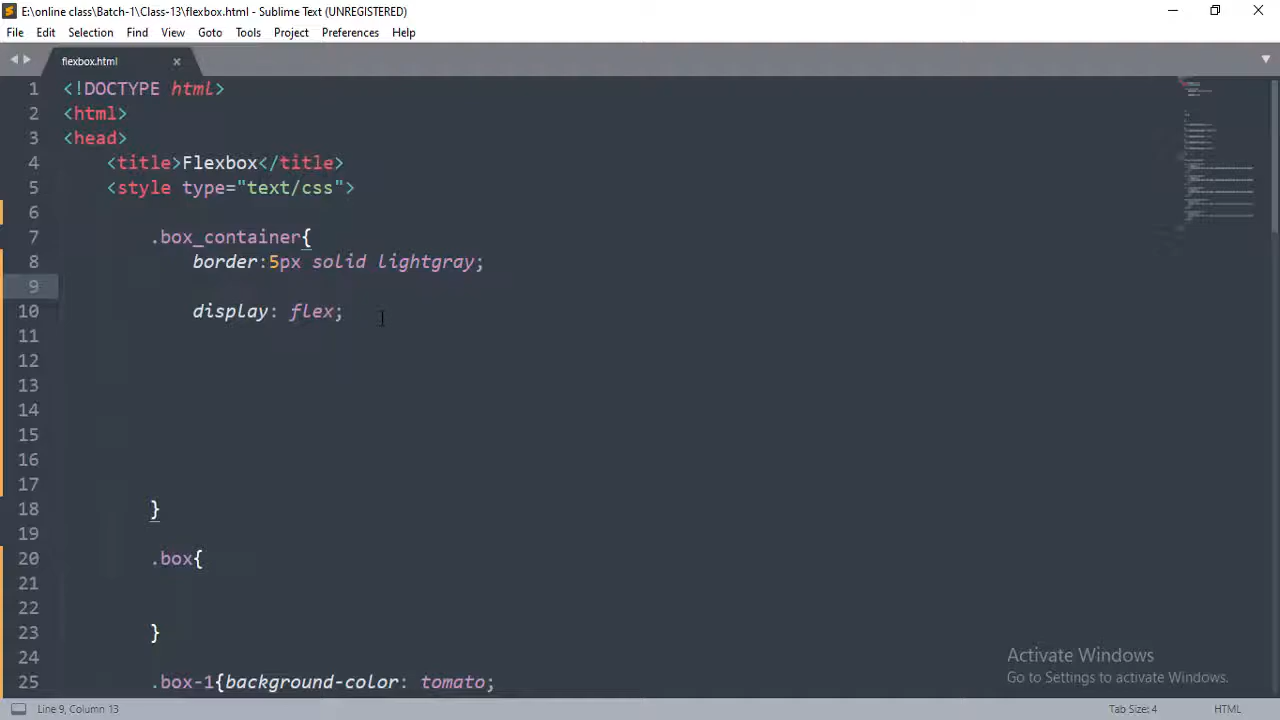 E:\online class\Batch-1\Class-13\flexbox.html - Sublime Text (UNREGISTERED)
File Edit Selection Find View Goto Tools Project Preferences Help
flexbox.html
1 <!DOCTYPE html>
2 <html>
3 <head>
4 <title>Flexbox</title>
5 <style type="text/css">
6
7 .box_container{
8 border:5px solid lightgray;
9
10 display: flex;
11
12
13
14
15
16
17
18 }
19
20 .box{
21
22
23 }
24
25 .box-1{background-color: tomato;
Activate Windows
Go to Settings to activate Windows.
Line 9, Column 13 Tab Size: 4 HTML